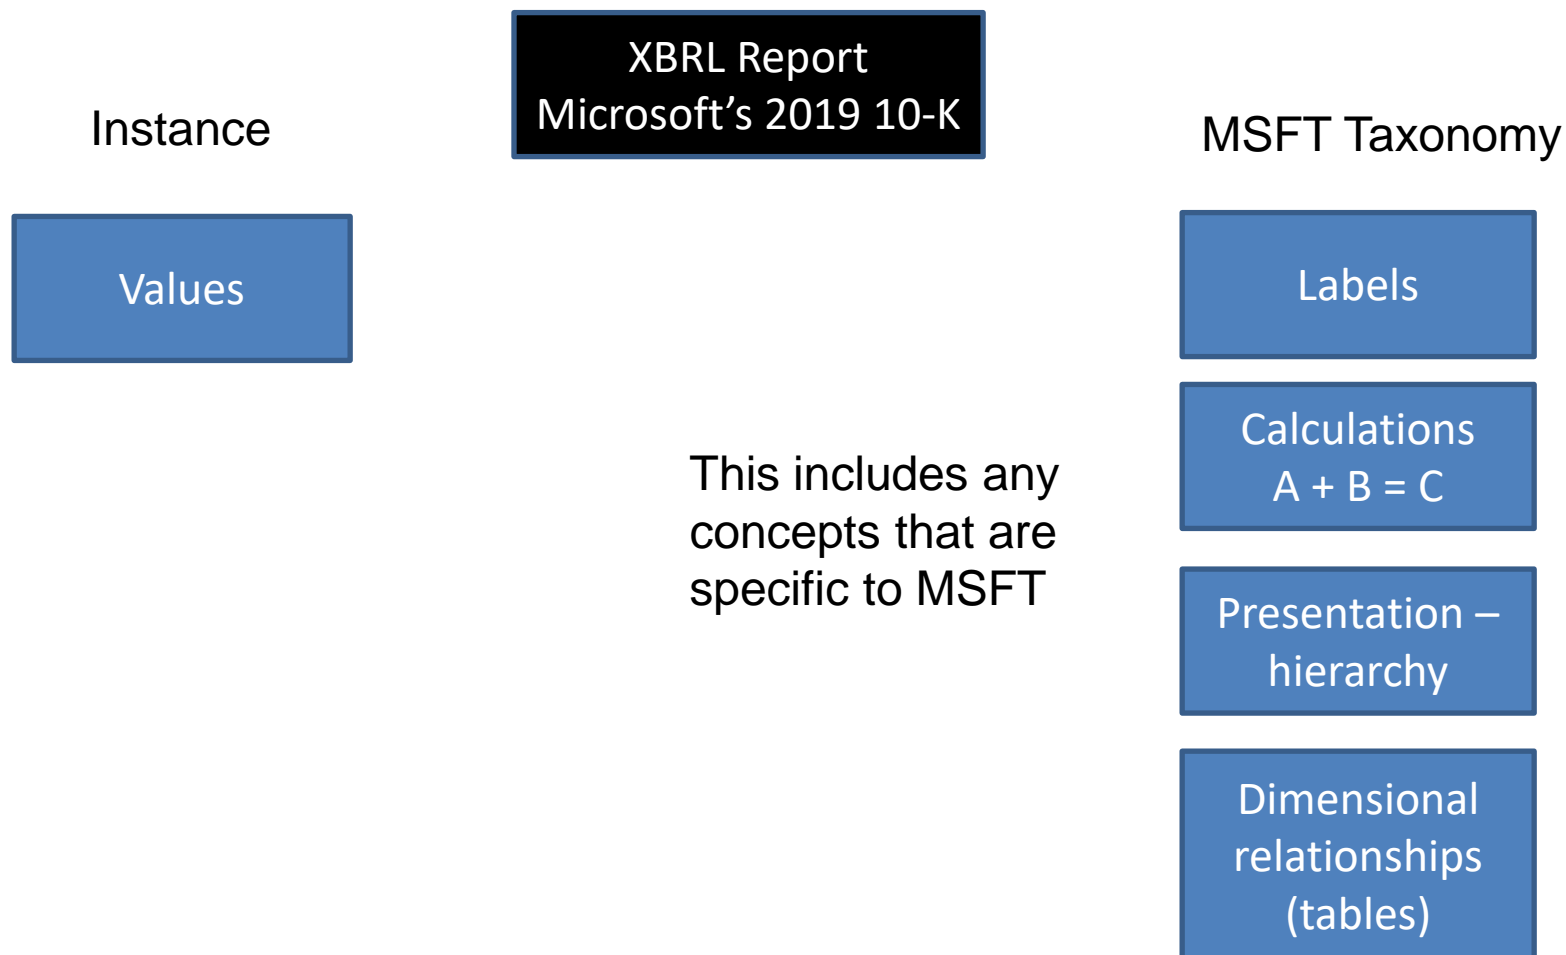 XBRL Report
Microsoft’s 2019 10-K
Instance
MSFT Taxonomy
Values
Labels
Calculations
A + B = C
This includes any
concepts that are
specific to MSFT
Presentation –
hierarchy
Dimensional
relationships
(tables)